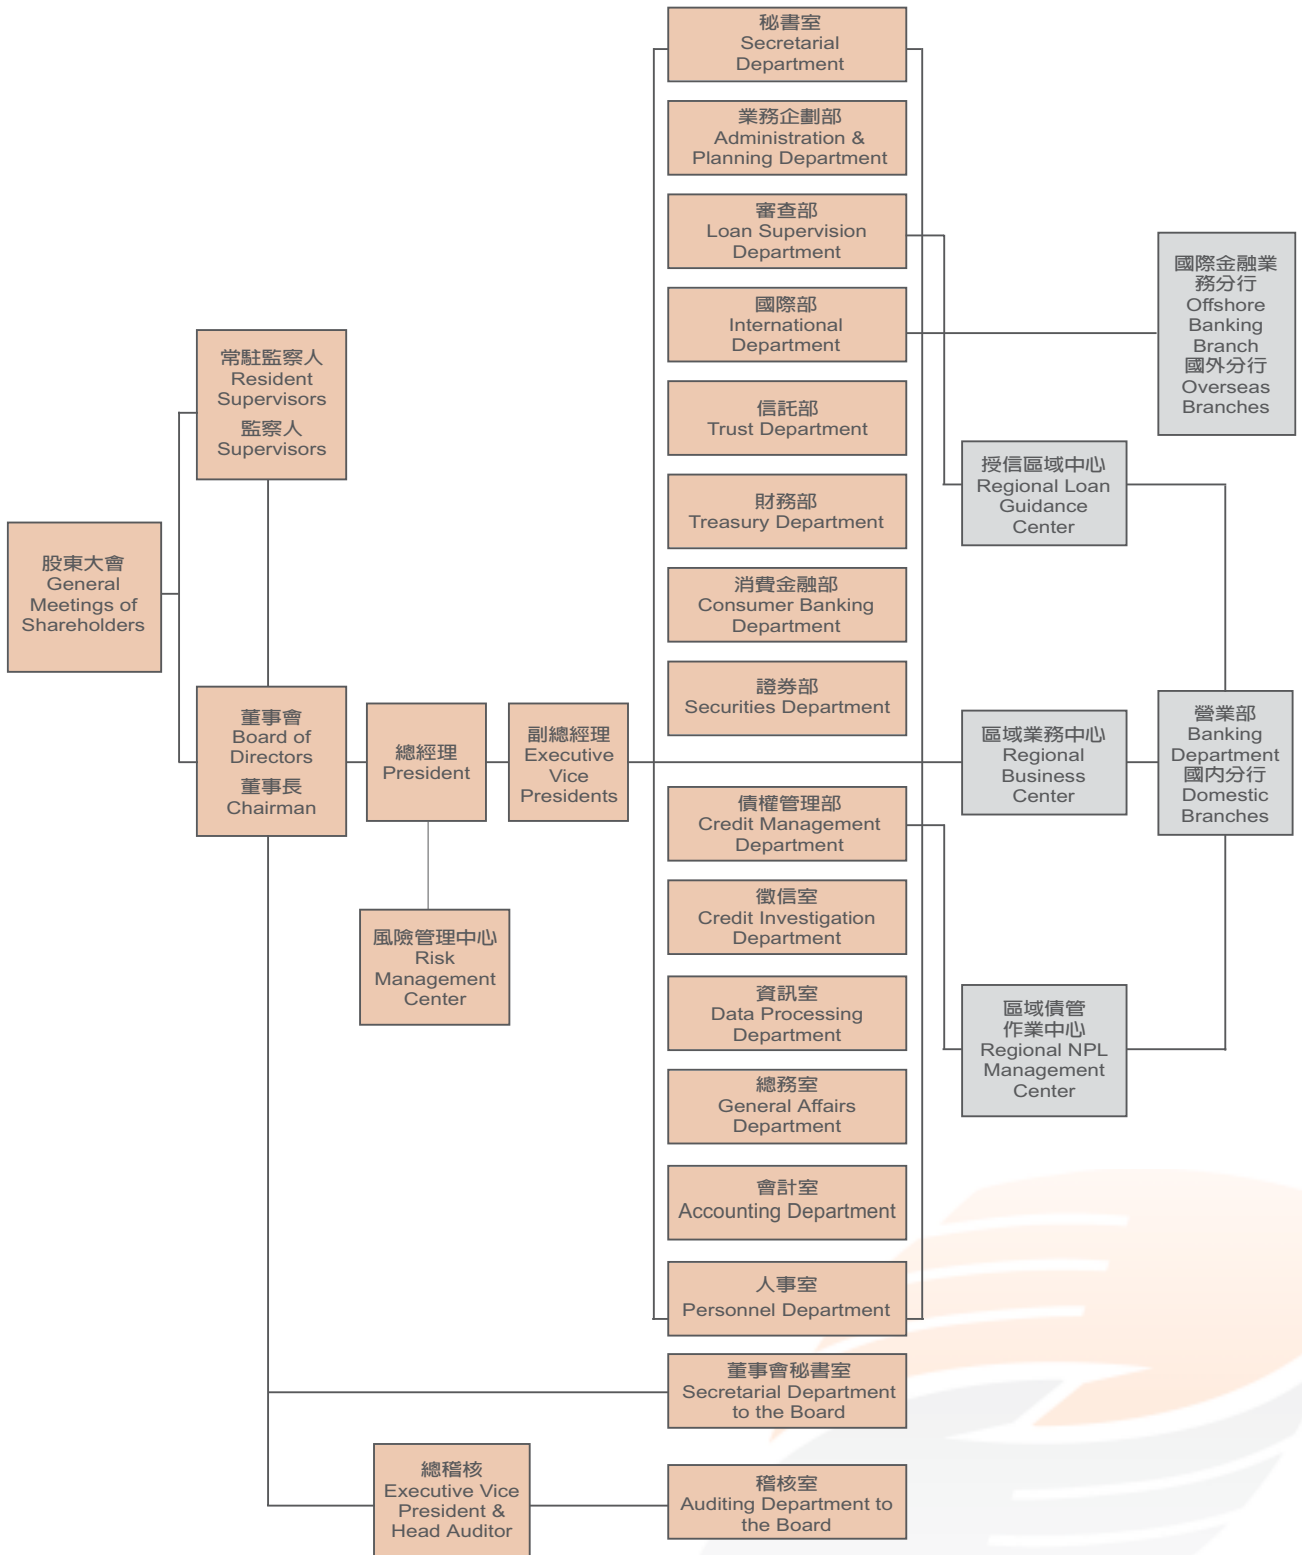 股東大會
General
Meetings of
Shareholders
常駐監察人
Resident
Supervisors
監察人
Supervisors
董事會
Board of
Directors
董事長
Chairman
總經理
President
風險管理中心
Risk
Management
Center
副總經理
Executive
Vice
Presidents
秘書室
Secretarial
Department
業務企劃部
Administration &
Planning Department
審查部
Loan Supervision
Department
國際部
International
Department
信託部
Trust Department
財務部
Treasury Department
消費金融部
Consumer Banking
Department
證券部
Securities Department
債權管理部
Credit Management
Department
徵信室
Credit Investigation
Department
資訊室
Data Processing
Department
總務室
General Affairs
Department
會計室
Accounting Department
人事室
Personnel Department
董事會秘書室
Secretarial Department
to the Board
總稽核
Executive Vice
President &
Head Auditor
稽核室
Auditing Department to
the Board
國際金融業
務分行
Offshore
Banking
Branch
國外分行
Overseas
Branches
授信區域中心
Regional Loan
Guidance
Center
區域業務中心
Regional
Business
Center
營業部
Banking
Department
國內分行
Domestic
Branches
區域債管
作業中心
Regional NPL
Management
Center